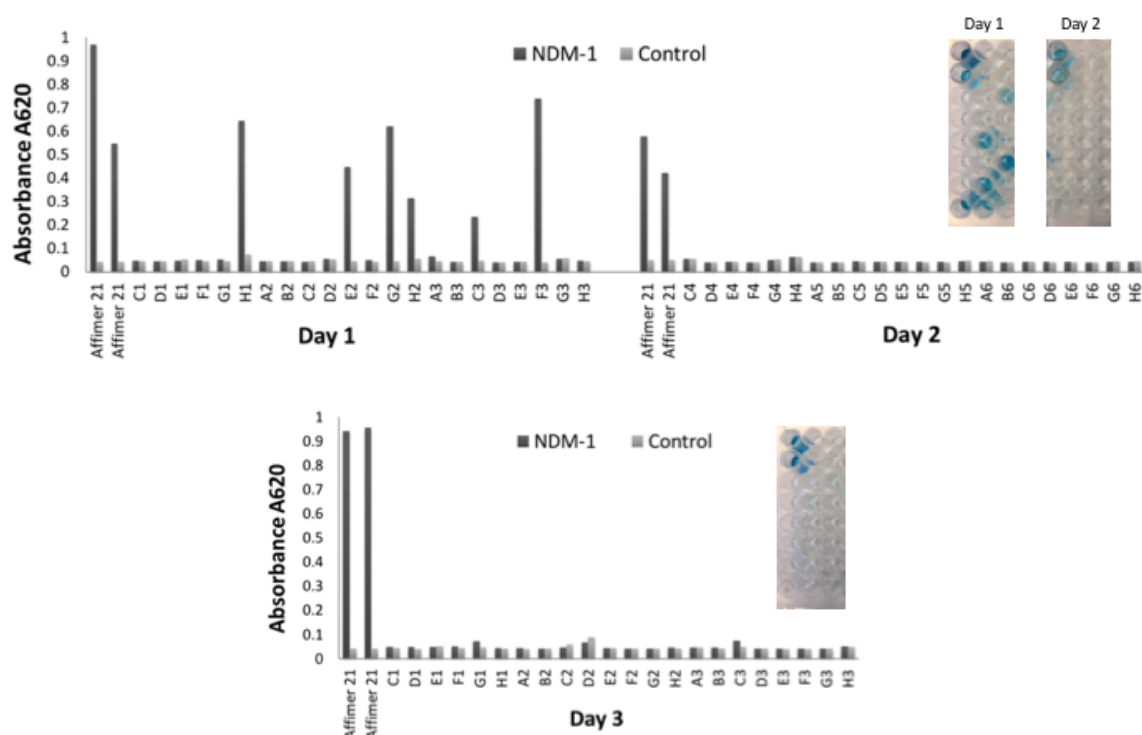 Day 1 Day 2
NDM-1 Control
Absorbance A620
1
0.9
0.8
0.7
0.6
0.5
0.4
0.3
0.2
0.1
0
Affimer 21 Affimer 21 C1 D1 E1 F1 G1 H1 A2 B2 C2 D2 E2 F2 G2 H2 A3 B3 C3 D3 E3 F3 G3 H3 Affimer 21 Affimer 21 C4 D4 E4 F4 G4 H4 A5 B5 C5 D5 E5 F5 G5 H5 A6 B6 C6 D6 E6 F6 G6 H6
Day 1 Day 2
NDM-1 Control
Absorbance A620
1
0.9
0.8
0.7
0.6
0.5
0.4
0.3
0.2
0.1
0
Affimer 21 Affimer 21 C1 D1 E1 F1 G1 H1 A2 B2 C2 D2 E2 F2 G2 H2 A3 B3 C3 D3 E3 F3 G3 H3
Day 3